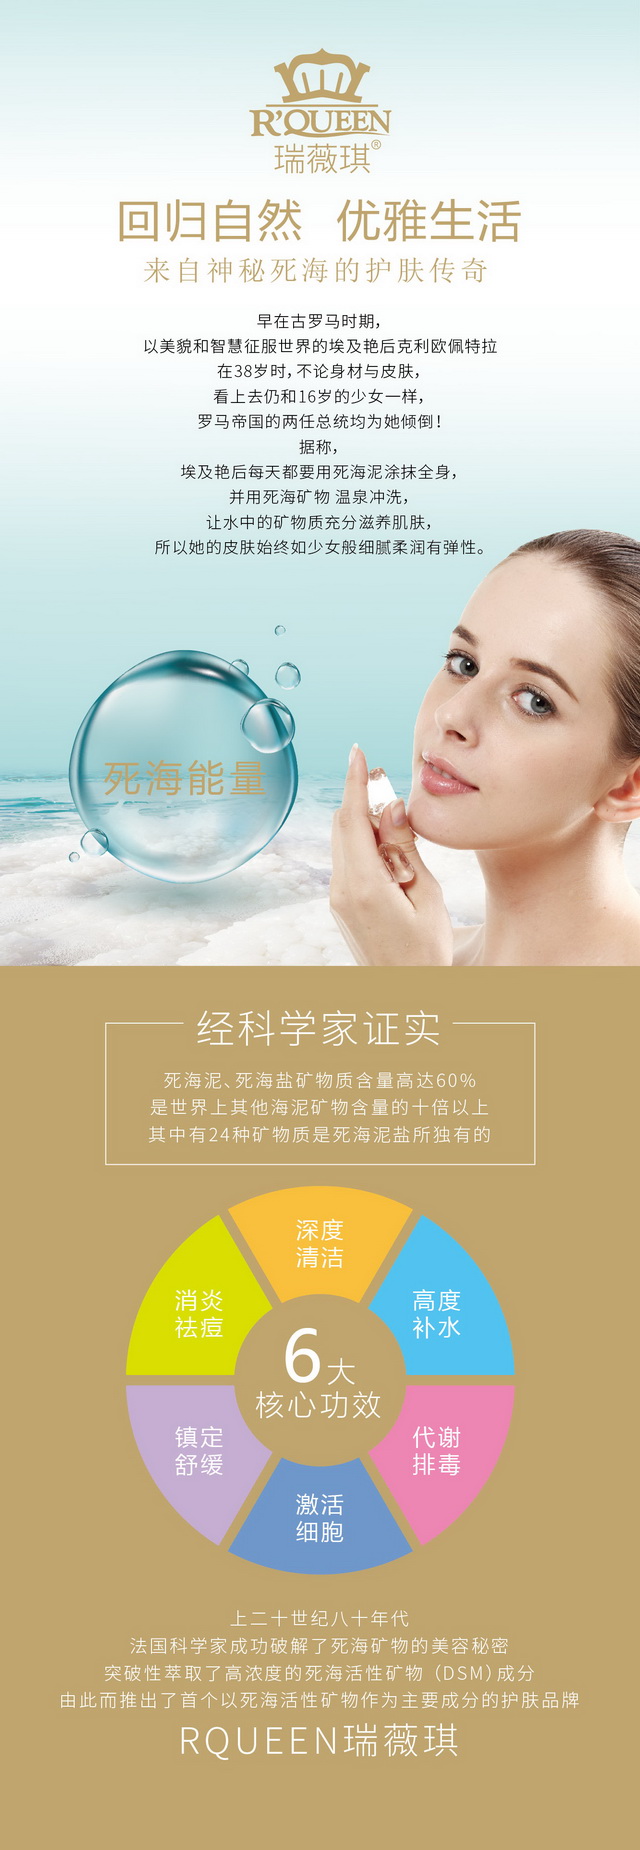 R'QUEEN
瑞薇琪®
回归自然 优雅生活
来自神秘死海的护肤传奇
早在古罗马时期，
以美貌和智慧征服世界的埃及艳后克利欧佩特拉
在38岁时，不论身材与皮肤，
看上去仍和16岁的少女一样，
罗马帝国的两任总统均为她倾倒！
据称，
埃及艳后每天都要用死海泥涂抹全身，
并用死海矿物 温泉冲洗，
让水中的矿物质充分滋养肌肤，
所以她的皮肤始终如少女般细腻柔润有弹性。
死海能量
经科学家证实
死海泥、死海盐矿物质含量高达60%
是世界上其他海泥矿物含量的十倍以上
其中有24种矿物质是死海泥盐所独有的
深度
清洁
消炎
祛痘
高度
补水
6大
核心功效
镇定
舒缓
代谢
排毒
激活
细胞
上二十世纪八十年代
法国科学家成功破解了死海矿物的美容秘密
突破性萃取了高浓度的死海活性矿物（DSM）成分
由此而推出了首个以死海活性矿物作为主要成分的护肤品牌
RQUEEN瑞薇琪